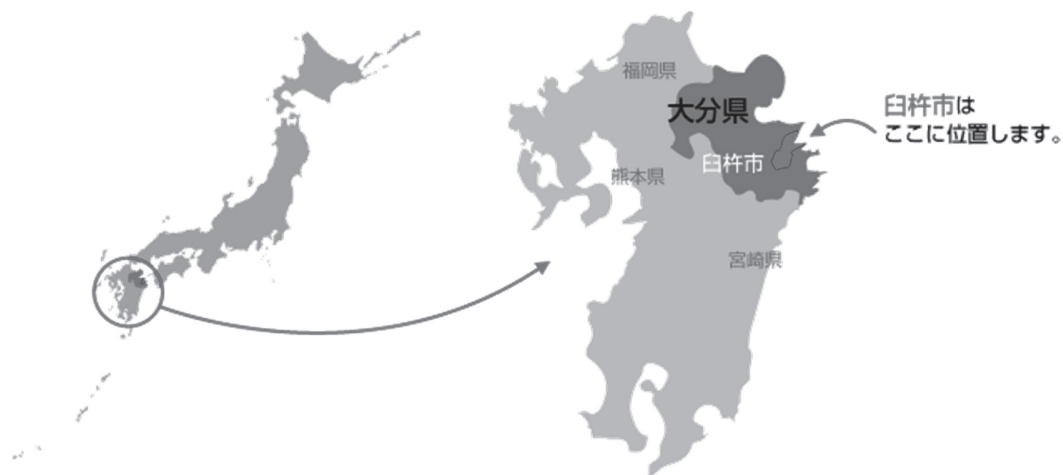 福岡県
大分県
臼杵市は
ここに位置します。
臼杵市
熊本県
宮崎県